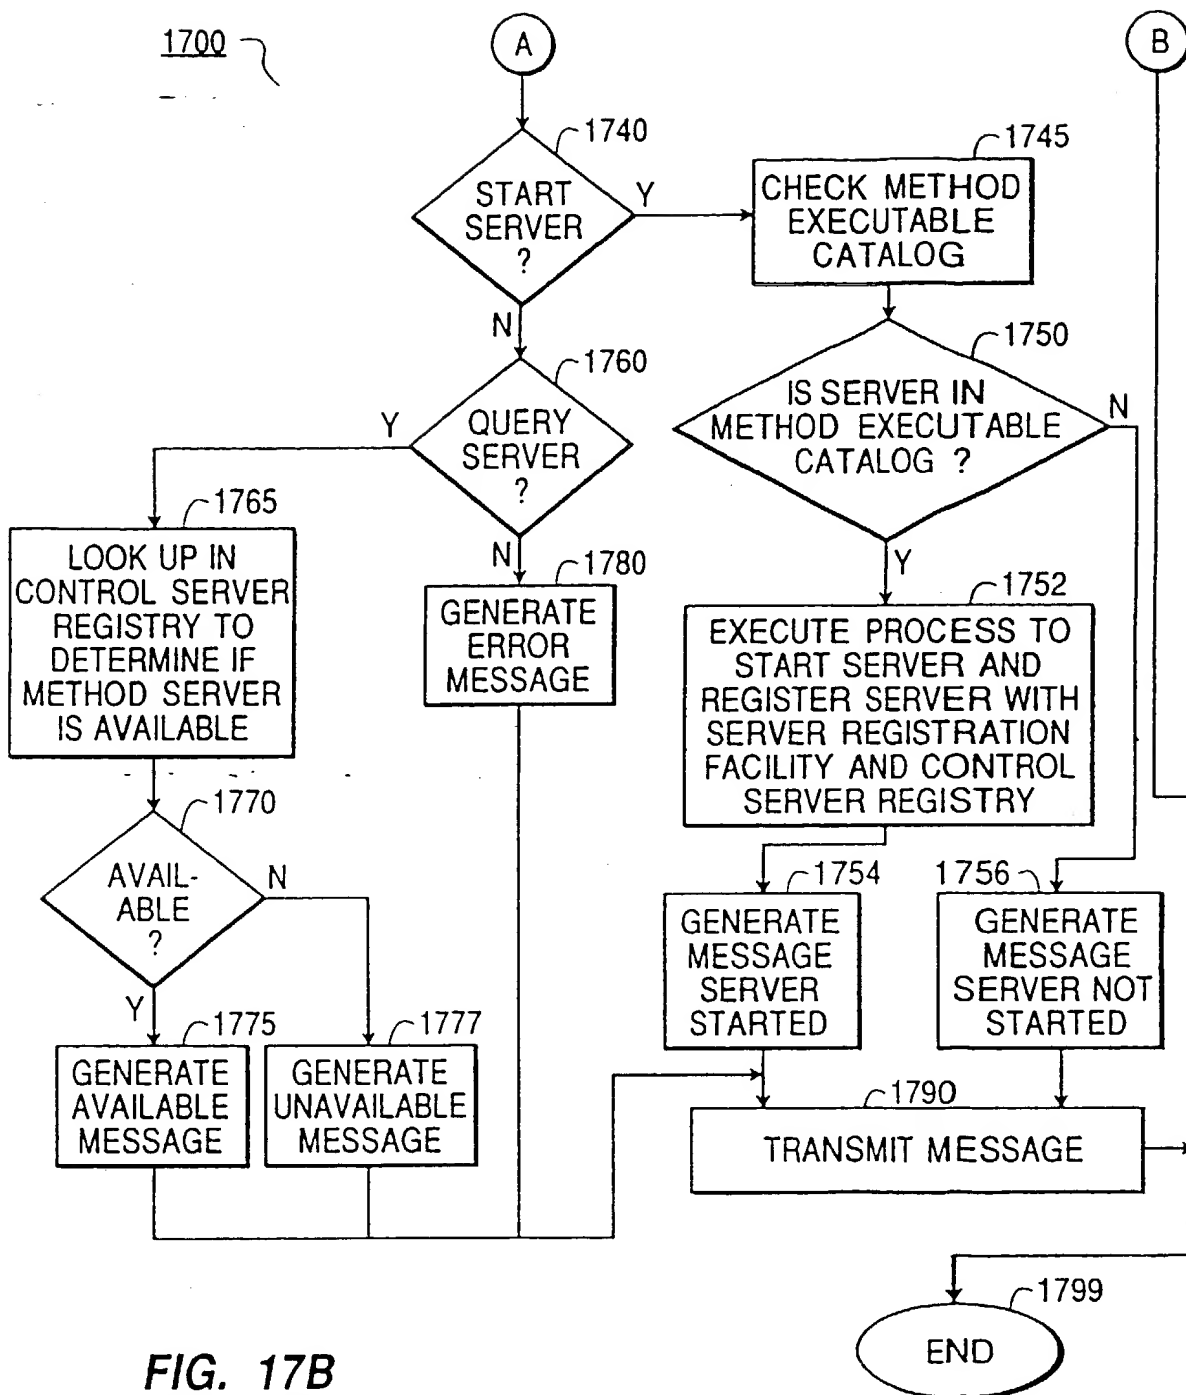 1700
A
B
1740
START
SERVER
?
Y
N
1745
CHECK METHOD
EXECUTABLE
CATALOG
1750
IS SERVER IN
METHOD EXECUTABLE
CATALOG ?
N
Y
1760
QUERY
SERVER
?
Y
N
1765
LOOK UP IN
CONTROL SERVER
REGISTRY TO
DETERMINE IF
METHOD SERVER
IS AVAILABLE
1780
GENERATE
ERROR
MESSAGE
1752
EXECUTE PROCESS TO
START SERVER AND
REGISTER SERVER WITH
SERVER REGISTRATION
FACILITY AND CONTROL
SERVER REGISTRY
1770
AVAIL-
ABLE
?
N
Y
1754
GENERATE
MESSAGE
SERVER
STARTED
1756
GENERATE
MESSAGE
SERVER NOT
STARTED
1775
GENERATE
AVAILABLE
MESSAGE
1777
GENERATE
UNAVAILABLE
MESSAGE
1790
TRANSMIT MESSAGE
1799
END
FIG. 17B